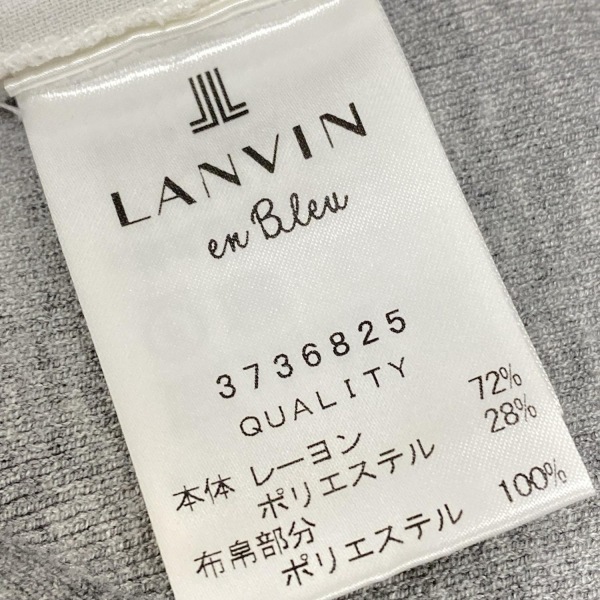 LANVIN
en Bleu
3736825
QUALITY
本体 レーヨン 72%
ポリエステル 28%
布帛部分
ポリエステル 100%